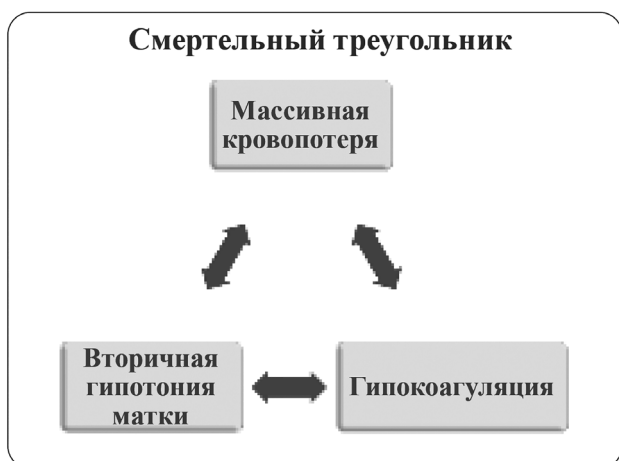 Смертельный треугольник
Массивная
кровопотеря
Вторичная
гипотония
матки
Гипокоагуляция